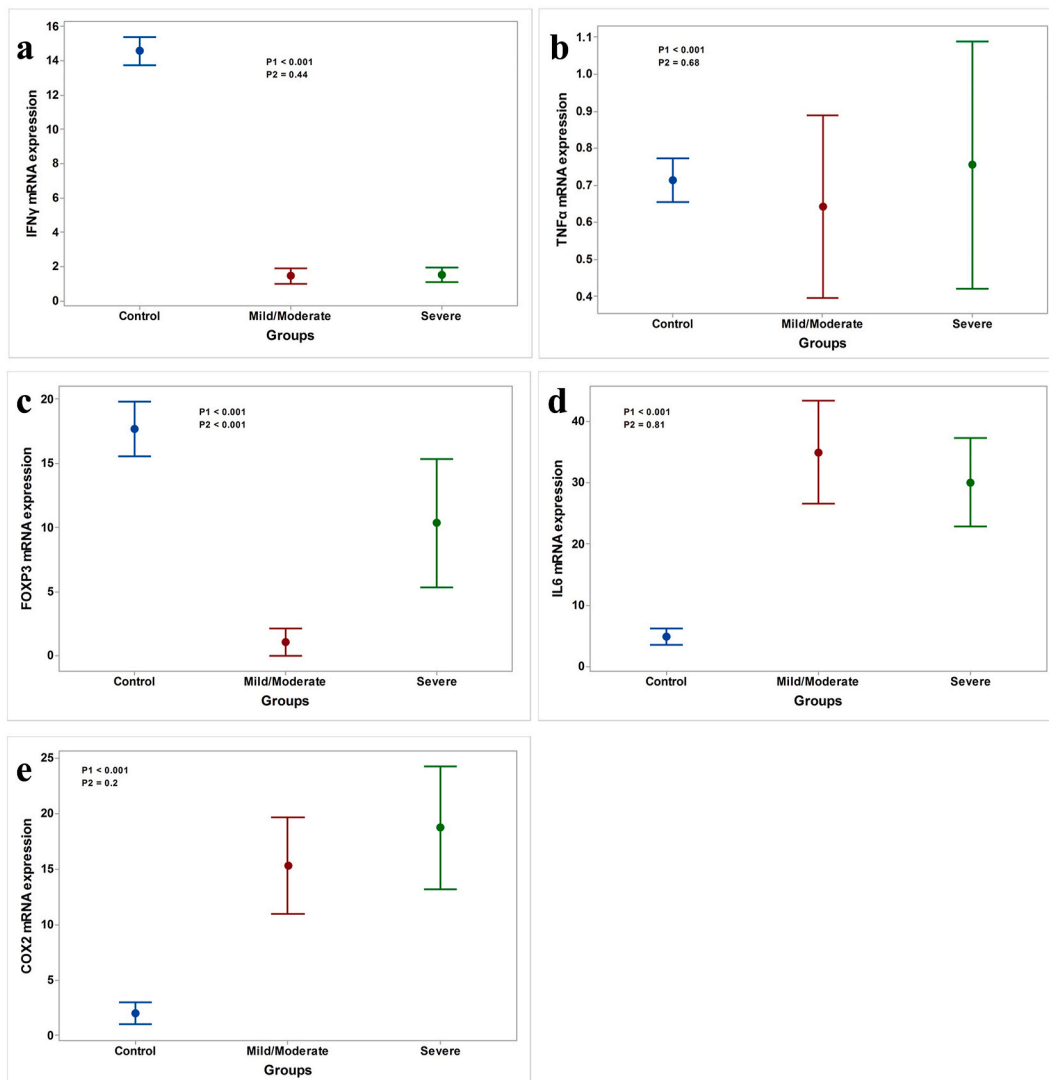 a
IFNγ mRNA expression
16
14
12
10
8
6
4
2
0
P1 < 0.001
P2 = 0.44
Control Mild/Moderate Severe
Groups
b
TNFα mRNA expression
1.1
1.0
0.9
0.8
0.7
0.6
0.5
0.4
P1 < 0.001
P2 = 0.68
Control Mild/Moderate Severe
Groups
c
FOXP3 mRNA expression
20
15
10
5
0
P1 < 0.001
P2 < 0.001
Control Mild/Moderate Severe
Groups
d
IL6 mRNA expression
40
30
20
10
0
P1 < 0.001
P2 = 0.81
Control Mild/Moderate Severe
Groups
e
COX2 mRNA expression
25
20
15
10
5
0
P1 < 0.001
P2 = 0.2
Control Mild/Moderate Severe
Groups